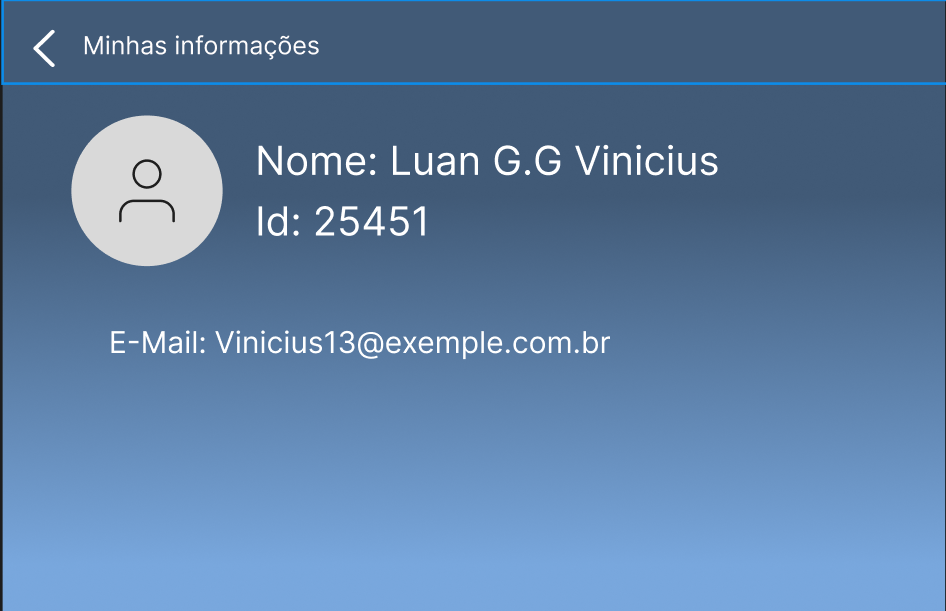 Minhas informações
Nome: Luan G.G Vinicius
Id: 25451
E-Mail: Vinicius13@exemple.com.br